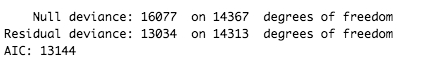 Null deviance: 16077  on 14367  degrees of freedom
Residual deviance: 13034  on 14313  degrees of freedom
AIC: 13144